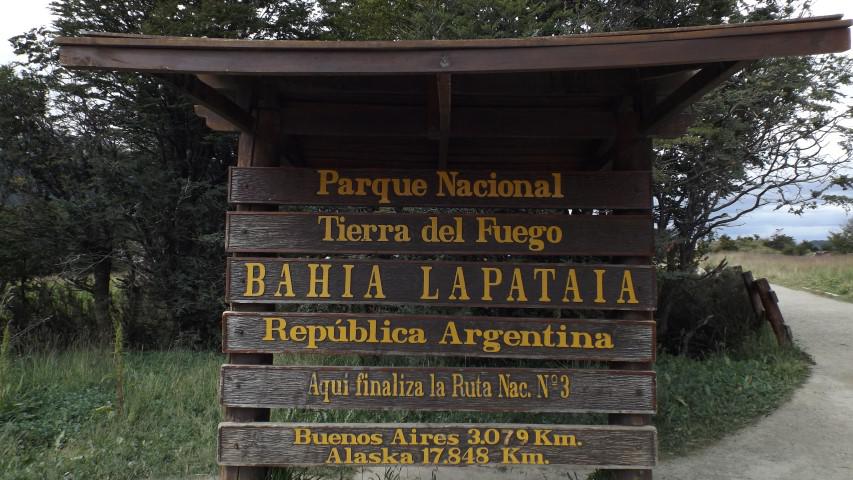 Parque Nacional
Tierra del Fuego
BAHIA LAPATAIA
República Argentina
Aqui finaliza la Ruta Nac. Nº3
Buenos Aires 3.079 Km.
Alaska 17.848 Km.